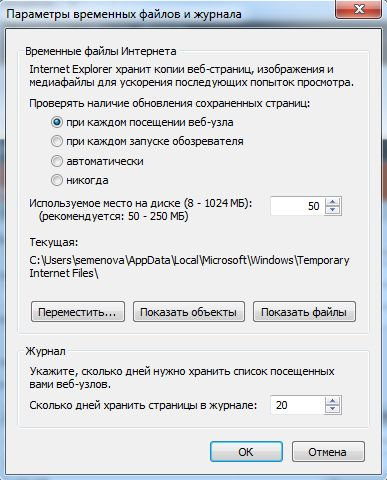 Параметры временных файлов и журнала
Временные файлы Интернета
Internet Explorer хранит копии веб-страниц, изображения и
медиафайлы для ускорения последующих попыток просмотра.
Проверять наличие обновления сохраненных страниц:
при каждом посещении веб-узла
при каждом запуске обозревателя
автоматически
никогда
Используемое место на диске (8 - 1024 МБ): 50
(рекомендуется: 50 - 250 МБ)
Текущая:
C:\Users\semenova\AppData\Local\Microsoft\Windows\Temporary
Internet Files\
Переместить... Показать объекты Показать файлы
Журнал
Укажите, сколько дней нужно хранить список посещенных
вами веб-узлов.
Сколько дней хранить страницы в журнале: 20
ОК Отмена